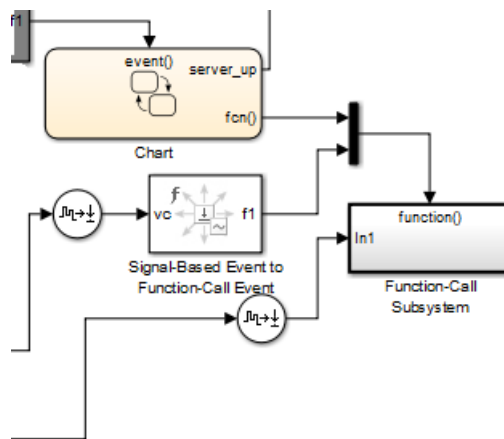 f1
event()
server_up
fcn()
Chart
vc
f1
Signal-Based Event to
Function-Call Event
function()
In1
Function-Call
Subsystem